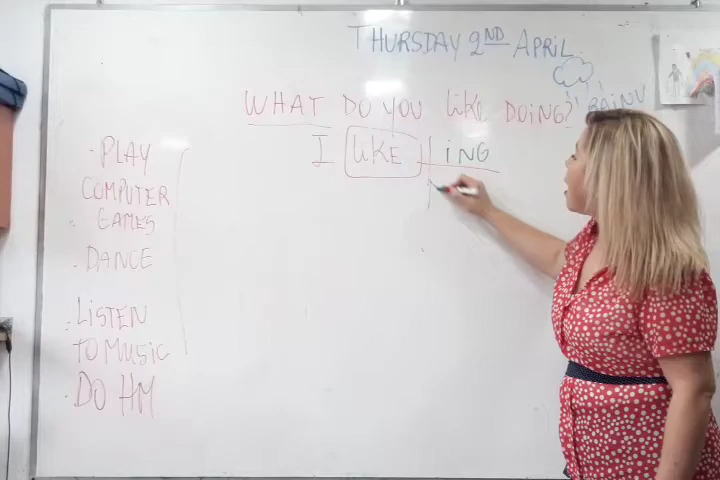 THURSDAY 2ND APRIL
WHAT DO YOU LIKE DOING?
RAINY
I LIKE + ING
· PLAY
COMPUTER
· GAMES
· DANCE
· LISTEN
TO MUSIC
· DO HM